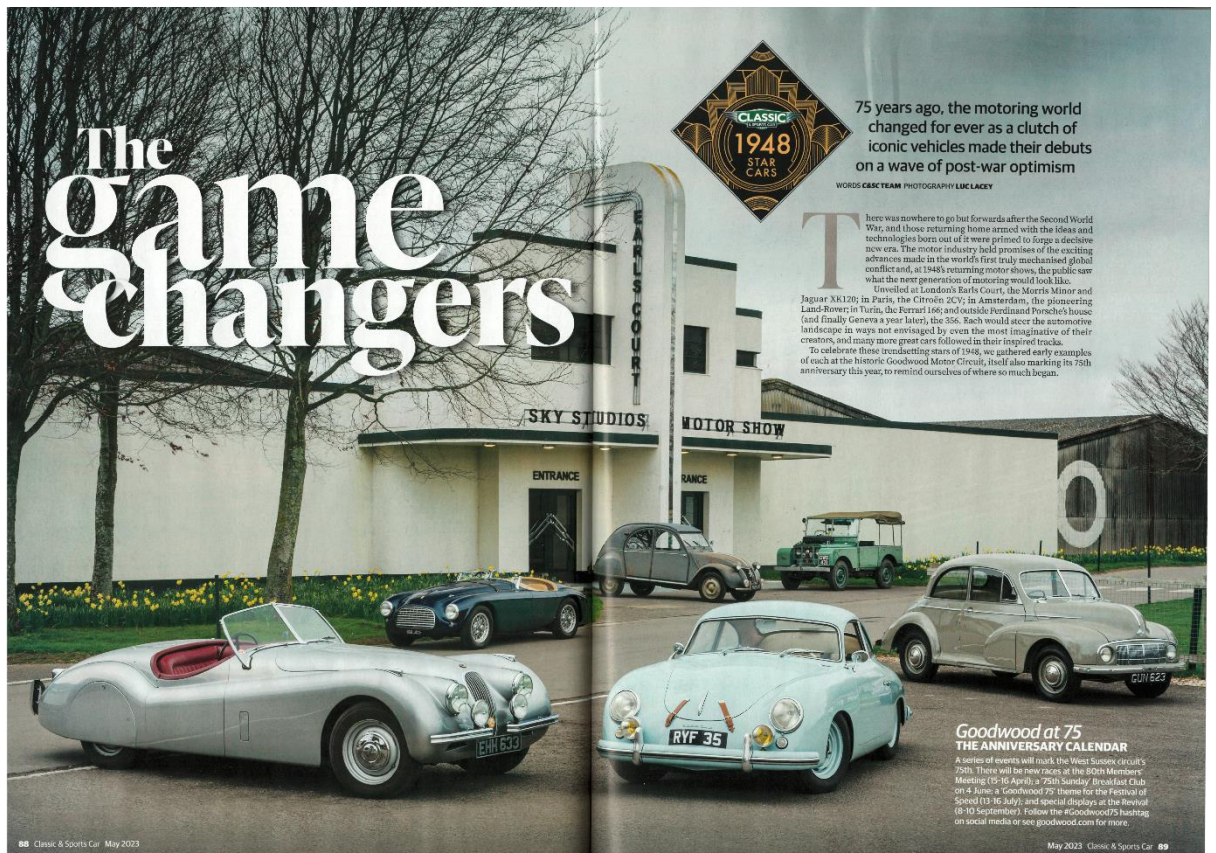 The
game
changers
CLASSIC
& SPORTS CAR
1948
STAR
CARS
75 years ago, the motoring world
changed for ever as a clutch of
iconic vehicles made their debuts
on a wave of post-war optimism
WORDS C&SC TEAM PHOTOGRAPHY LUC LACEY
There was nowhere to go but forwards after the Second World
War, and those returning home armed with the ideas and
technologies born out of it were primed to forge a decisive
new era. The motor industry held promises of the exciting
advances made in the world's first truly mechanised global
conflict and, at 1948's returning motor shows, the public saw
what the next generation of motoring would look like.
Unveiled at London's Earls Court, the Morris Minor and
Jaguar XK120; in Paris, the Citroën 2CV; in Amsterdam, the pioneering
Land-Rover; in Turin, the Ferrari 166; and outside Ferdinand Porsche's house
(and finally Geneva a year later), the 356. Each would steer the automotive
landscape in ways not envisaged by even the most imaginative of their
creators, and many more great cars followed in their inspired tracks.
To celebrate these trendsetting stars of 1948, we gathered early examples
of each at the historic Goodwood Motor Circuit, itself also marking its 75th
anniversary this year, to remind ourselves of where so much began.
EARLS COURT
SKY STUDIOS MOTOR SHOW
ENTRANCE
RANCE
EHH 633
RYF 35
GUN 623
Goodwood at 75
THE ANNIVERSARY CALENDAR
A series of events will mark the West Sussex circuit's
75th. There will be new races at the 80th Members'
Meeting (15-16 April); a '75th Sunday' Breakfast Club
on 4 June; a 'Goodwood 75' theme for the Festival of
Speed (13-16 July); and special displays at the Revival
(8-10 September). Follow the #Goodwood75 hashtag
on social media or see goodwood.com for more.
88 Classic & Sports Car May 2023
May 2023 Classic & Sports Car 89